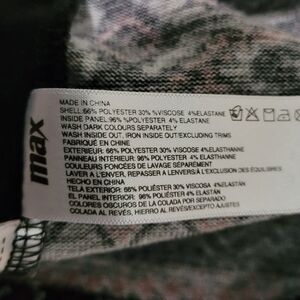 max
MADE IN CHINA
SHELL: 66% POLYESTER 30% %VISCOSE 4%ELASTANE
INSIDE PANEL: 96% %POLYESTER 4% ELASTANE
WASH DARK COLOURS SEPARATELY
WASH INSIDE OUT, IRON INSIDE OUT/EXCLUDING TRIMS
FABRIQUÉ EN CHINE
EXTERIEUR: 66% POLYESTER 30% VISCOSE 4% ELASTHANNE
PANNEAU INTERIEUR: 96% POLYESTER 4% ELASTHANNE
COULEURS FONCÉES DE LAVAGE SÉPARÉMENT
LAVER A L'ENVER, REPASSER A L'ENVERS/A L'EXCLUSION DES ÉQUILIBRES
HECHO EN CHINA
TELA EXTERIOR: 66% POLIÉSTER 30% VISCOSA 4%ELASTÁN
EL PANEL INTERIOR: 96% POLIÉSTER 4% ELASTÁN
COLORES OSCUROS DE LA COLADA POR SEPARADO
COLADA AL REVÉS, HIERRO AL REVÉS/EXCEPTO AJUSTES